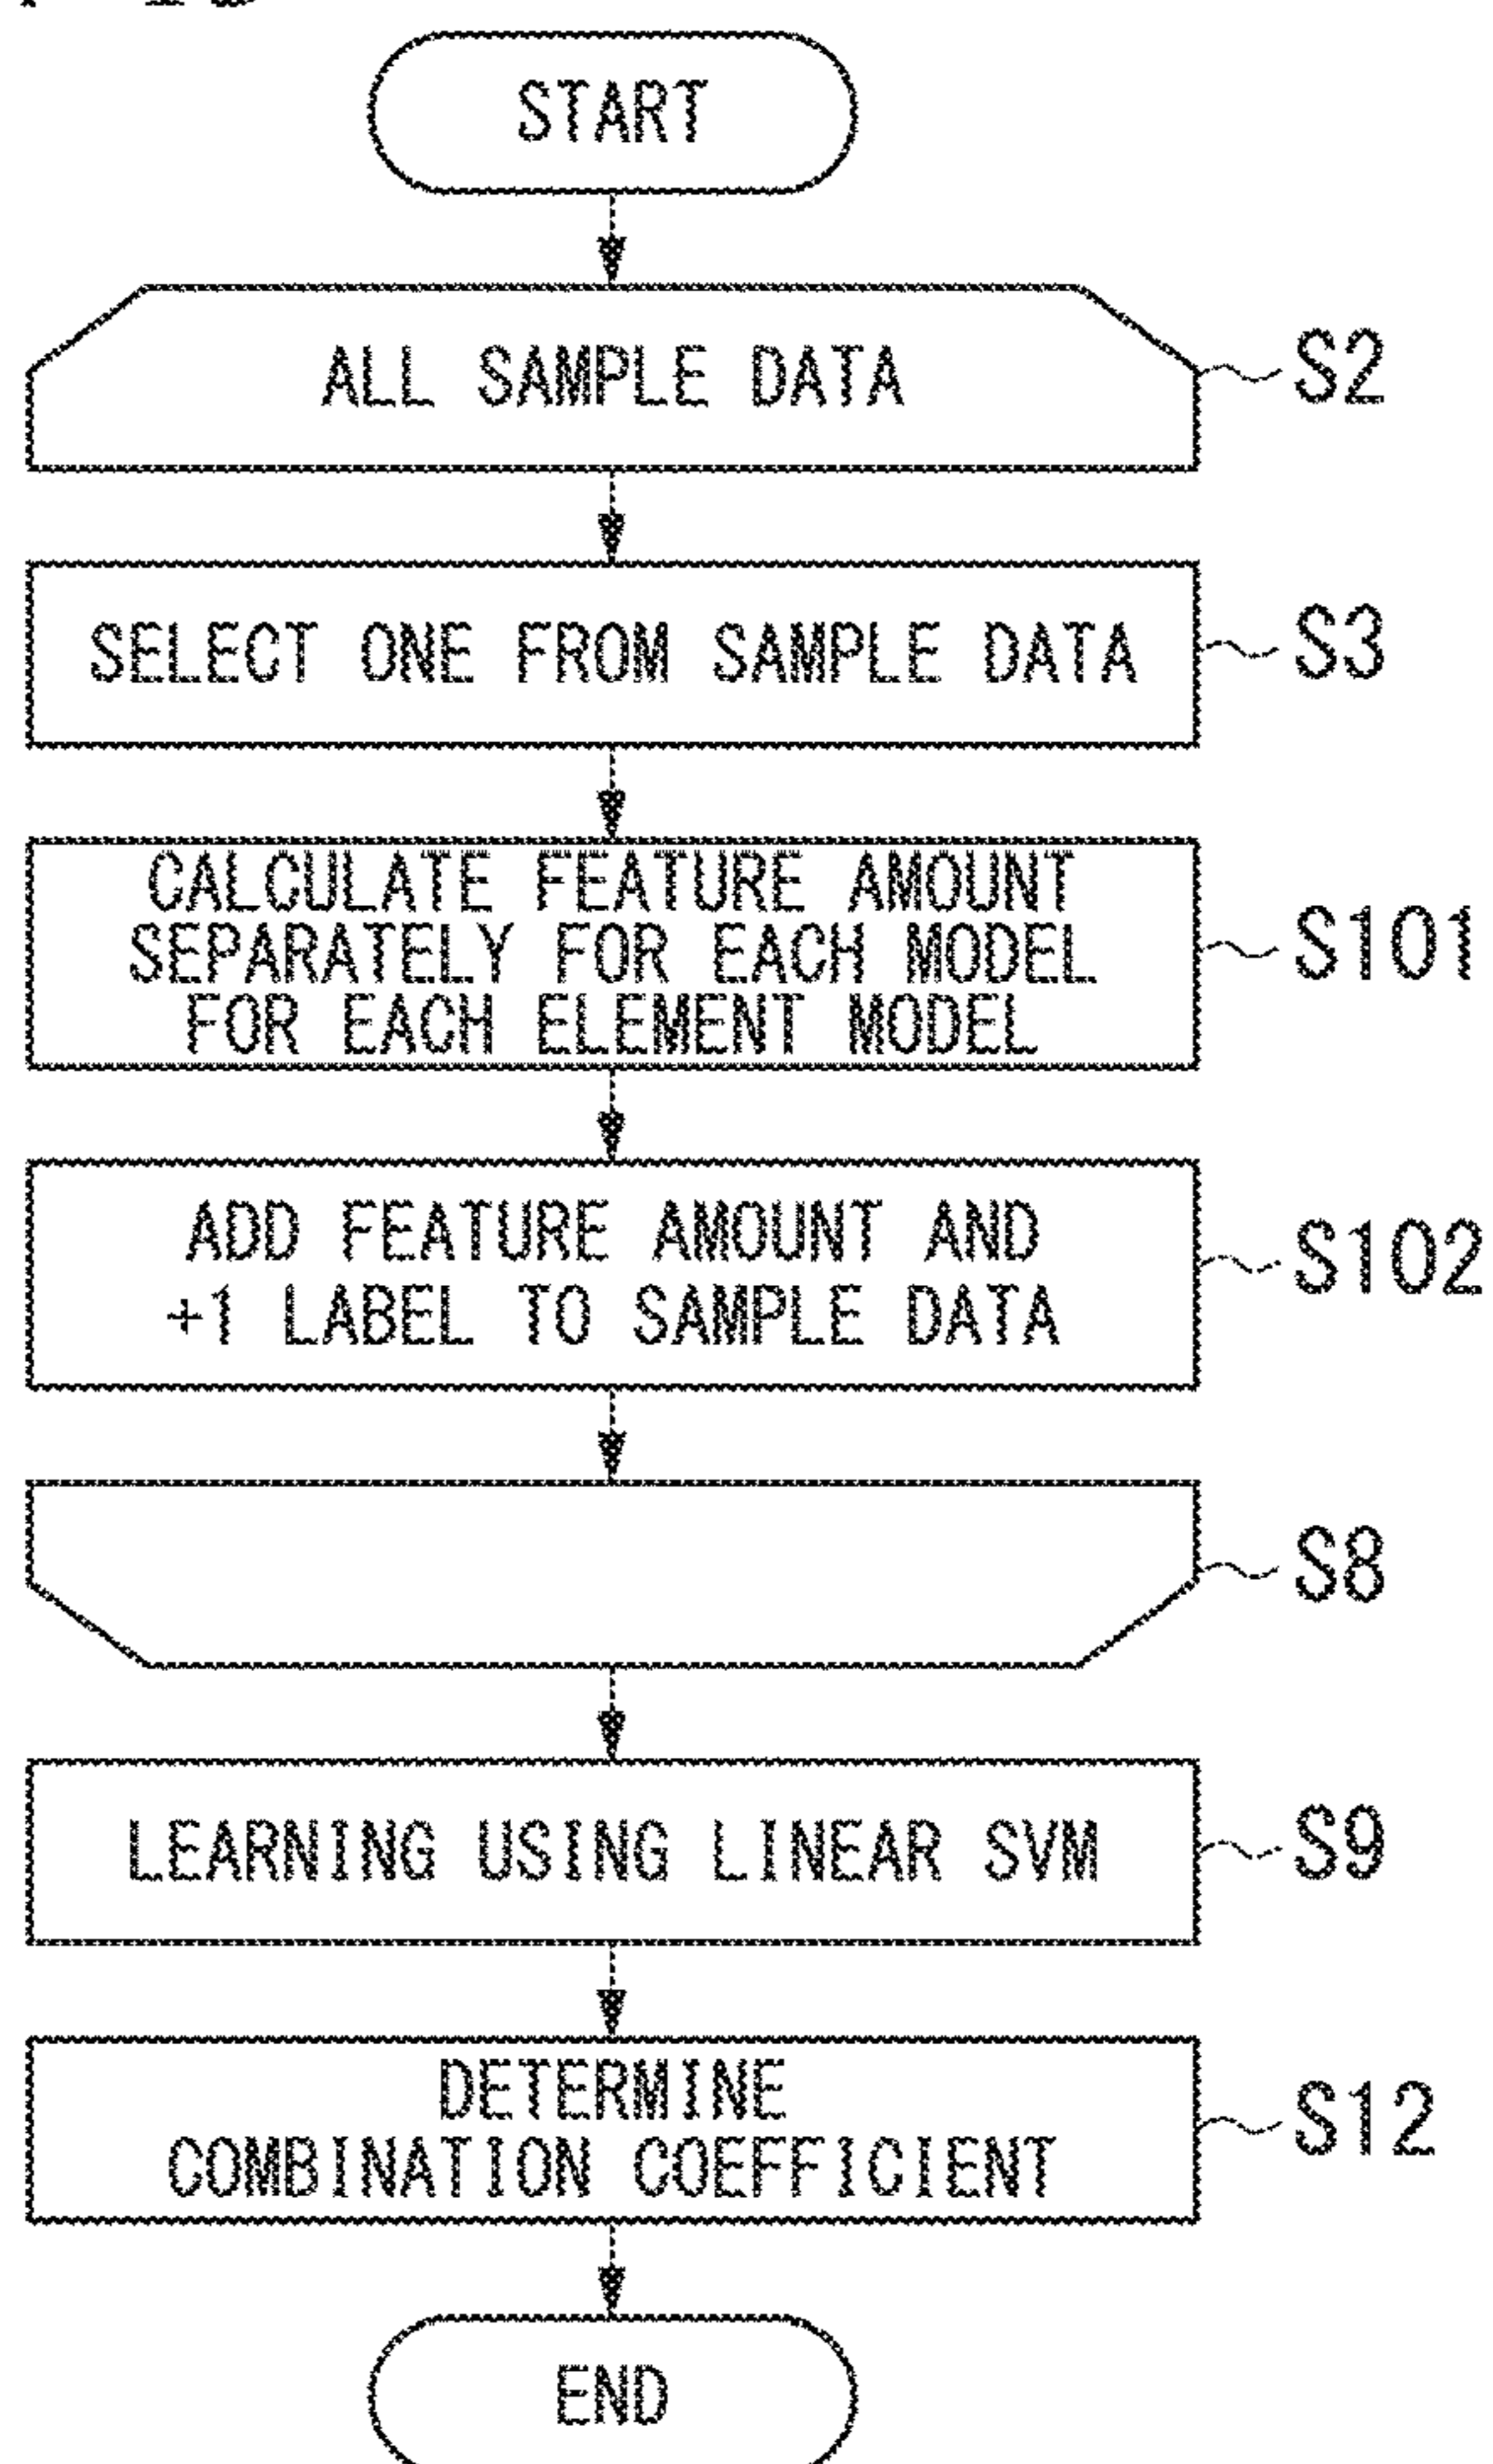 START
ALL SAMPLE DATA
S2
SELECT ONE FROM SAMPLE DATA
S3
CALCULATE FEATURE AMOUNT
SEPARATELY FOR EACH MODEL
FOR EACH ELEMENT MODEL
S101
ADD FEATURE AMOUNT AND
+1 LABEL TO SAMPLE DATA
S102
S8
LEARNING USING LINEAR SVM
S9
DETERMINE
COMBINATION COEFFICIENT
S12
END